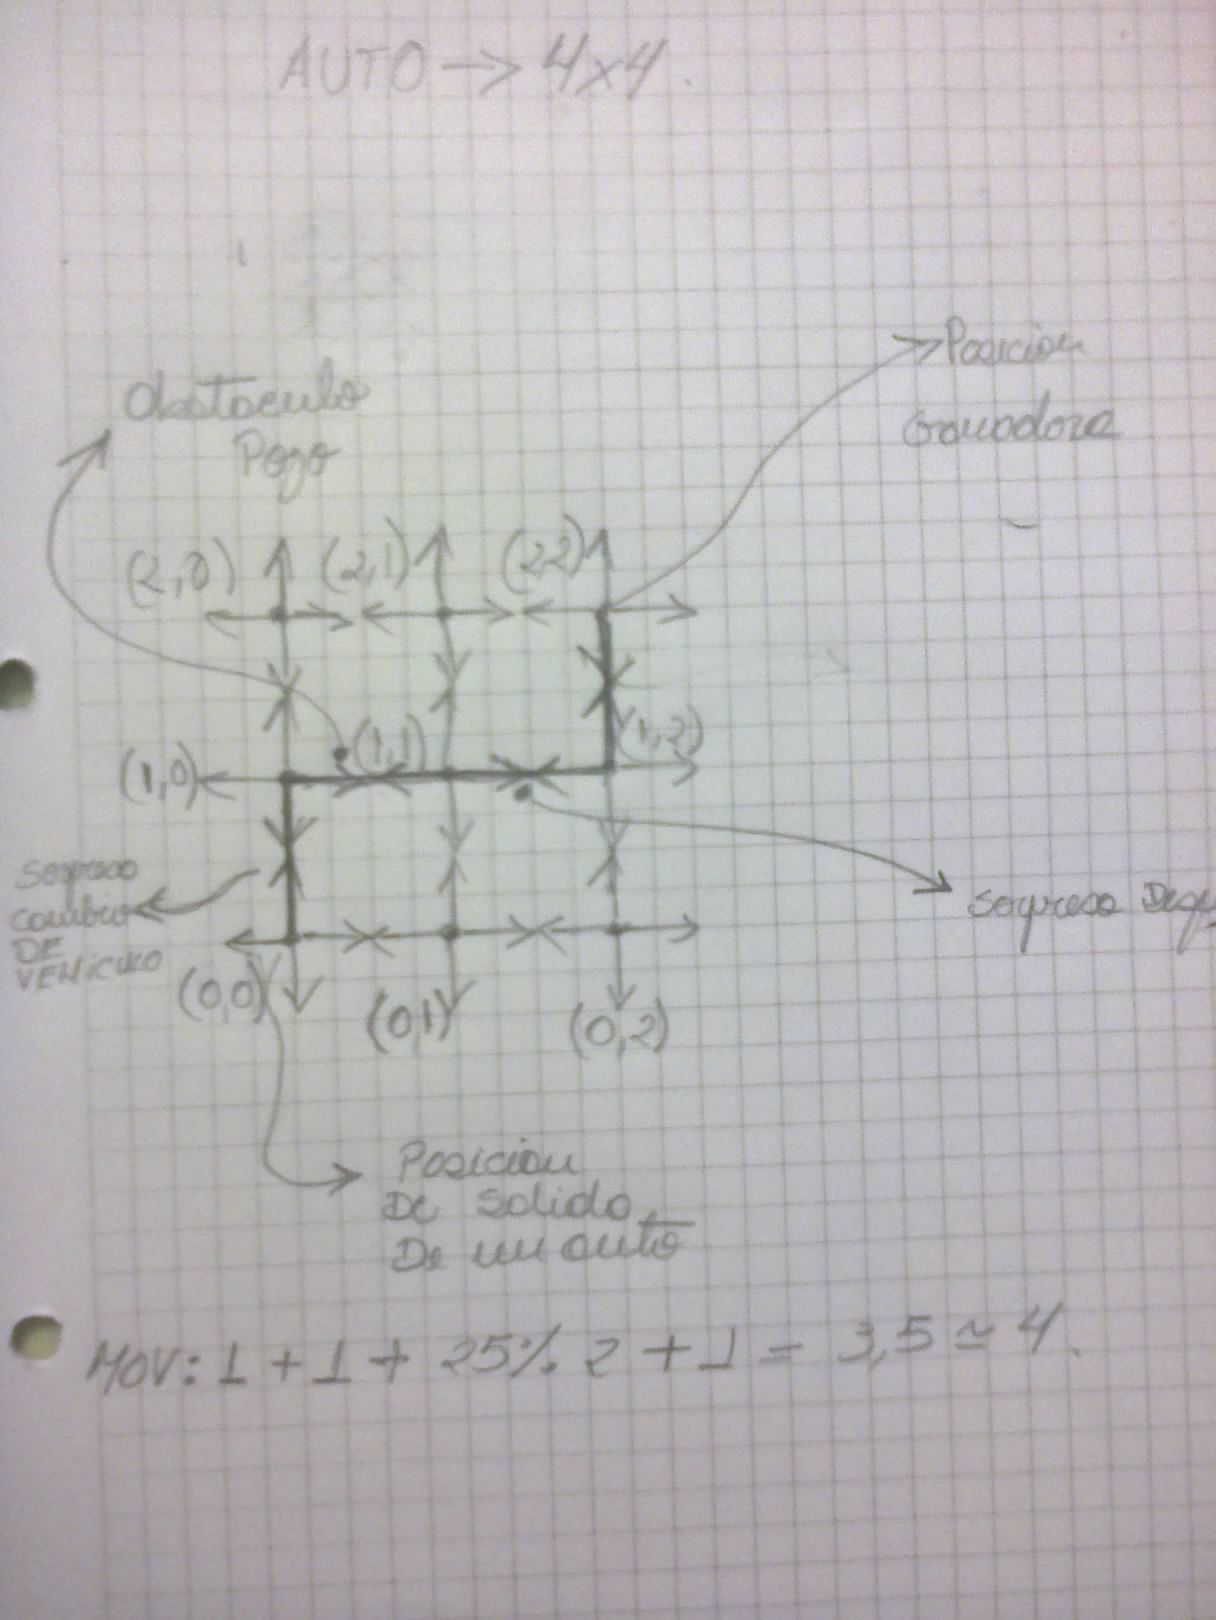 AUTO → 4x4.
Posicion
Ganadora
Obstaculo
Pozo
(2,0) (2,1) (2,2)
(1,0) (1,1) (1,2)
Sorpresa
cambio
DE
VEHiCULO
Sorpresa
(0,0) (0,1) (0,2)
Posicion
De salida
De un auto
MOV: 1 + 1 + 25% 2 + 1 = 3,5 ≃ 4.